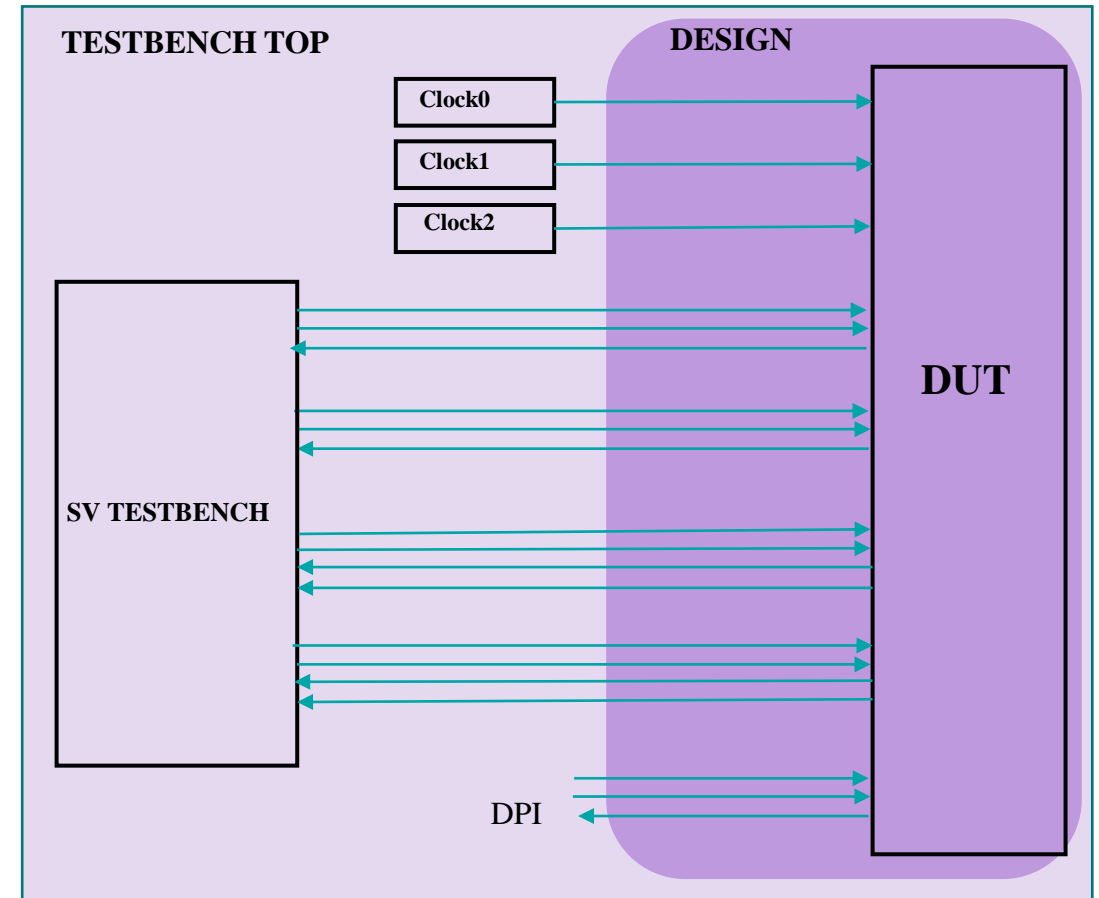 TESTBENCH TOP
DESIGN
Clock0
Clock1
Clock2
DUT
SV TESTBENCH
DPI